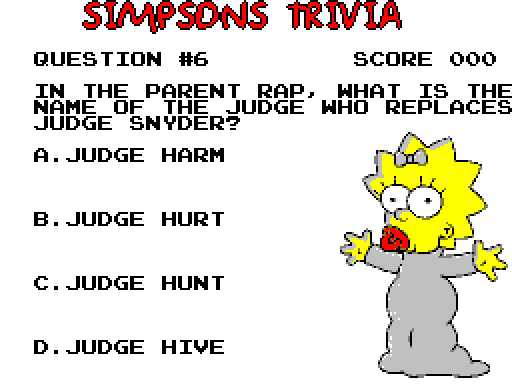 SIMPSONS TRIVIA
QUESTION #6 SCORE 000
IN THE PARENT RAP, WHAT IS THE
NAME OF THE JUDGE WHO REPLACES
JUDGE SNYDER?
A.JUDGE HARM
B.JUDGE HURT
C.JUDGE HUNT
D.JUDGE HIVE